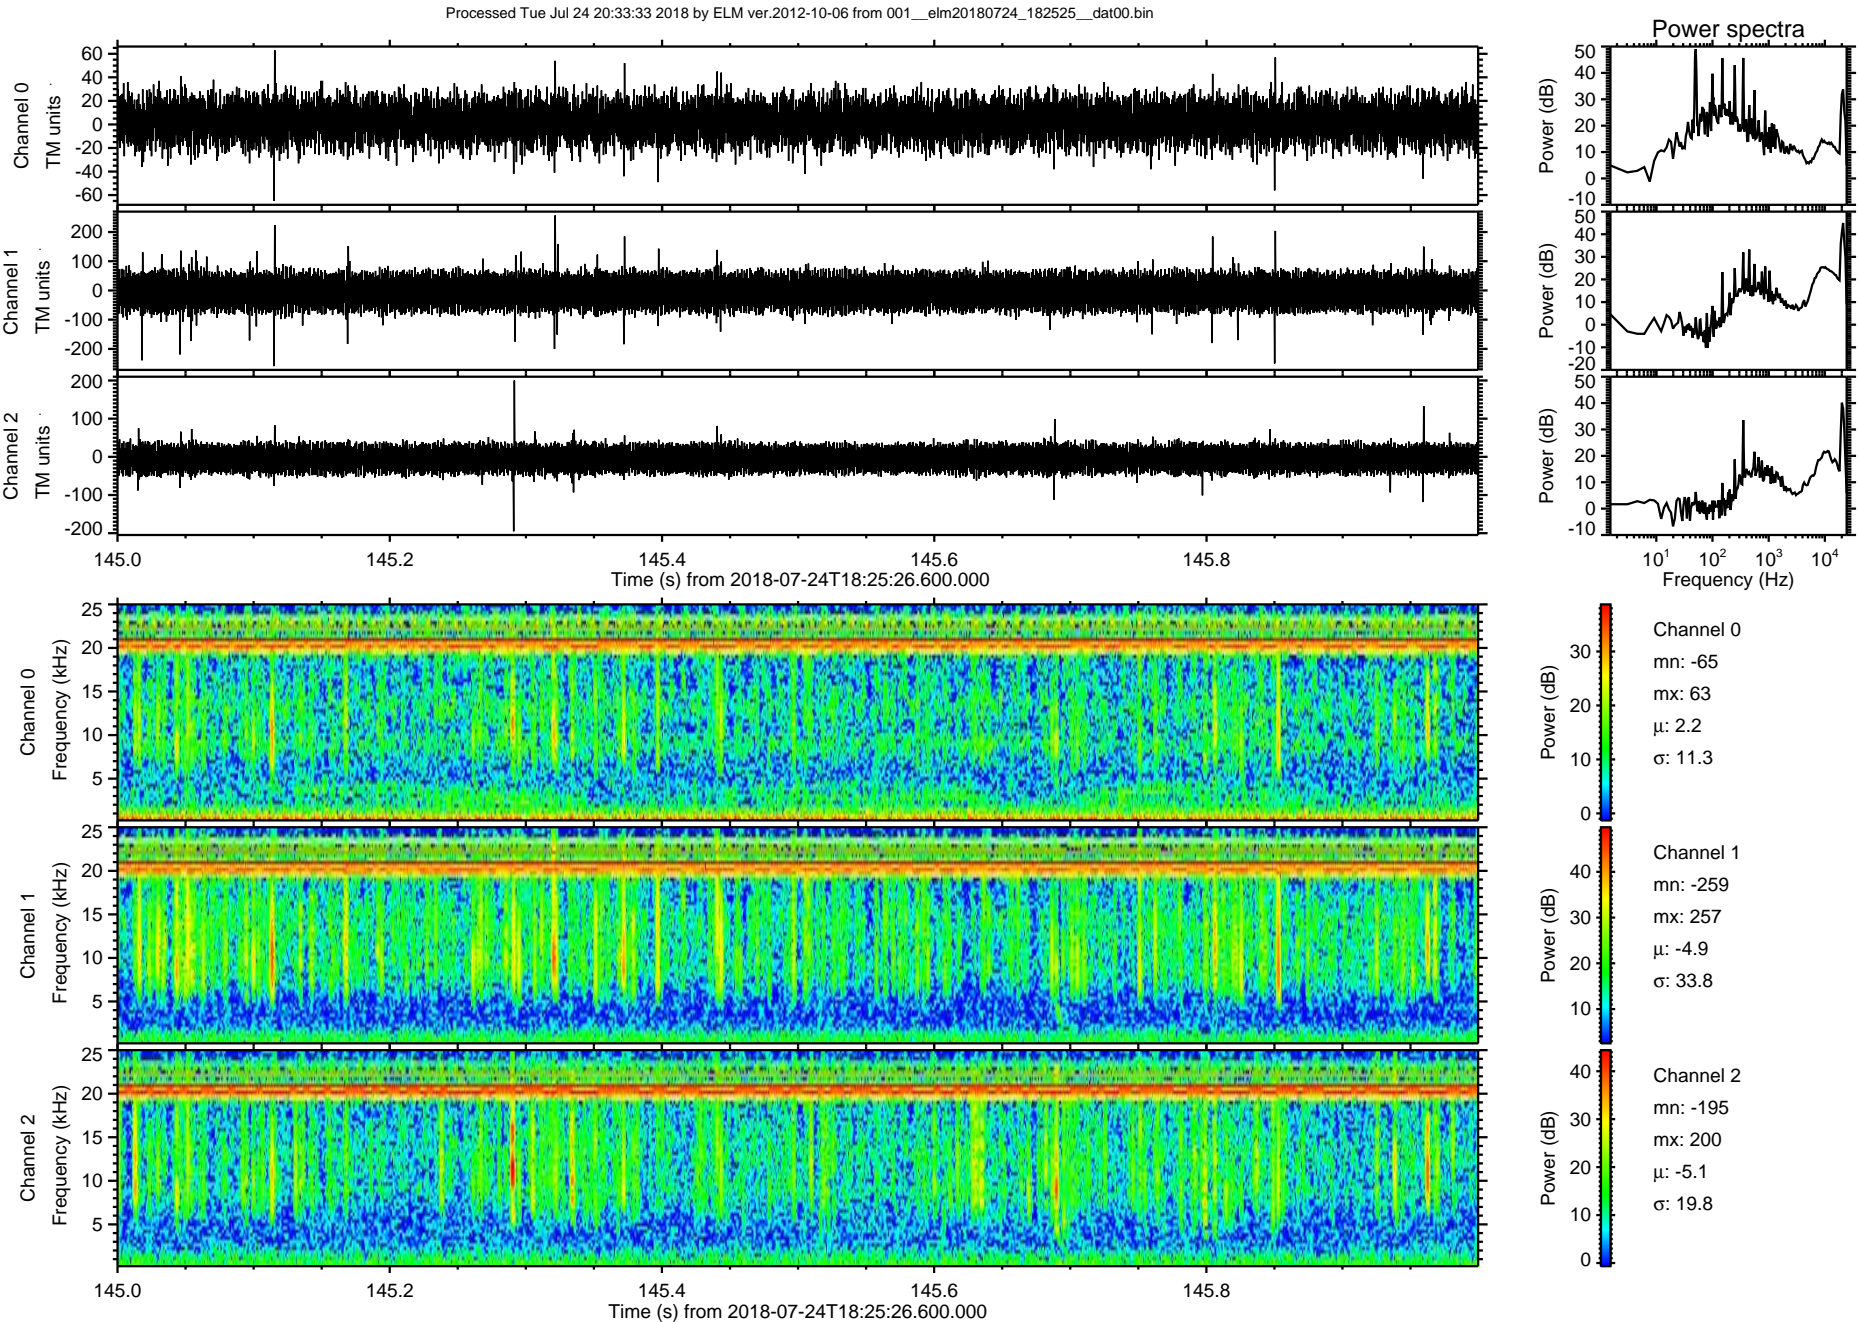 Processed Tue Jul 24 20:33:33 2018 by ELM ver.2012-10-06 from 001__elm20180724_182525__dat00.bin
Power spectra
Channel 0
TM units
60
40
20
0
-20
-40
-60
Power (dB)
50
40
30
20
10
0
-10
Channel 1
TM units
200
100
0
-100
-200
Power (dB)
50
40
30
20
10
0
-10
-20
Channel 2
TM units
200
100
0
-100
-200
Power (dB)
50
40
30
20
10
0
-10
145.0 145.2 145.4 145.6 145.8
Time (s) from 2018-07-24T18:25:26.600.000
10^1 10^2 10^3 10^4
Frequency (Hz)
Channel 0
Frequency (kHz)
25
20
15
10
5
Power (dB)
30
20
10
0
Channel 0
mn: -65
mx: 63
μ: 2.2
σ: 11.3
Channel 1
Frequency (kHz)
25
20
15
10
5
Power (dB)
40
30
20
10
Channel 1
mn: -259
mx: 257
μ: -4.9
σ: 33.8
Channel 2
Frequency (kHz)
25
20
15
10
5
Power (dB)
40
30
20
10
0
Channel 2
mn: -195
mx: 200
μ: -5.1
σ: 19.8
145.0 145.2 145.4 145.6 145.8
Time (s) from 2018-07-24T18:25:26.600.000